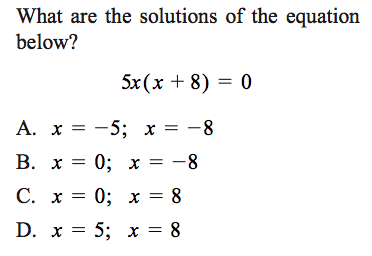 What are the solutions of the equation
below?
5x(x + 8) = 0
A. x = −5; x = −8
B. x = 0; x = −8
C. x = 0; x = 8
D. x = 5; x = 8